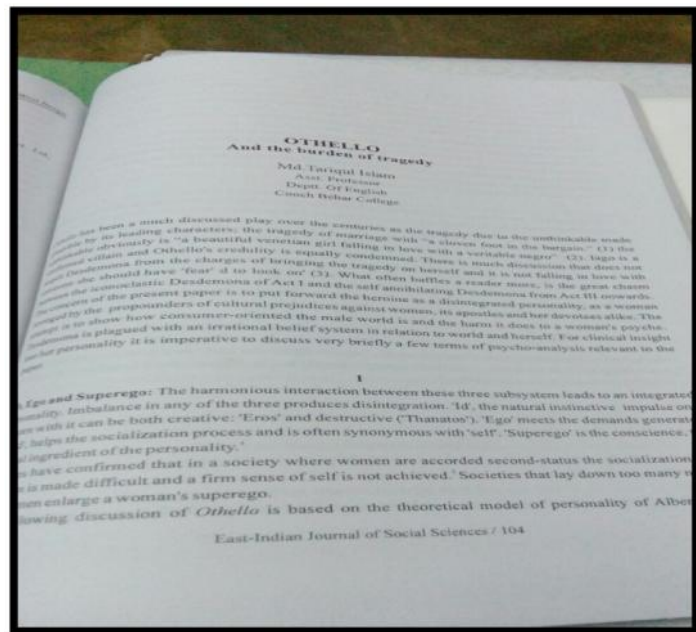 OTHELLO
And the burden of tragedy
Md. Tariqul Islam
Asst. Professor
Deptt. Of English
Cooch Behar College
has been a much discussed play over the centuries as the tragedy due to the unthinkable made
by its leading characters; the tragedy of marriage with "a cloven foot in the bargain." (1) the
obviously is "a beautiful venetian girl falling in love with a veritable negro" (2). Iago is a
villain and Othello's credulity is equally condemned. There is much discussion that does not
Desdemona from the charges of bringing the tragedy on herself and it is not falling in love with
she should have 'fear' d to look on' (3). What often baffles a reader more, is the great chasm
the iconoclastic Desdemona of Act I and the self annihilating Desdemona from Act III onwards.
concern of the present paper is to put forward the heroine as a disintegrated personality, as a woman
by the propounders of cultural prejudices against women, its apostles and her devotees alike. The
is to show how consumer-oriented the male world is and the harm it does to a woman's psyche.
is plagued with an irrational belief system in relation to world and herself. For clinical insight
personality it is imperative to discuss very briefly a few terms of psycho-analysis relevant to the
I
Ego and Superego: The harmonious interaction between these three subsystem leads to an integrated
Imbalance in any of the three produces disintegration. 'Id', the natural instinctive impulse
with it can be both creative: 'Eros' and destructive ('Thanatos'). 'Ego' meets the demands
helps the socialization process and is often synonymous with 'self'. 'Superego' is the conscience,
ingredient of the personality.'
have confirmed that in a society where women are accorded second-status the socialization
is made difficult and a firm sense of self is not achieved.' Societies that lay down too many
enlarge a woman's superego.
discussion of Othello is based on the theoretical model of personality of
East-Indian Journal of Social Sciences / 104